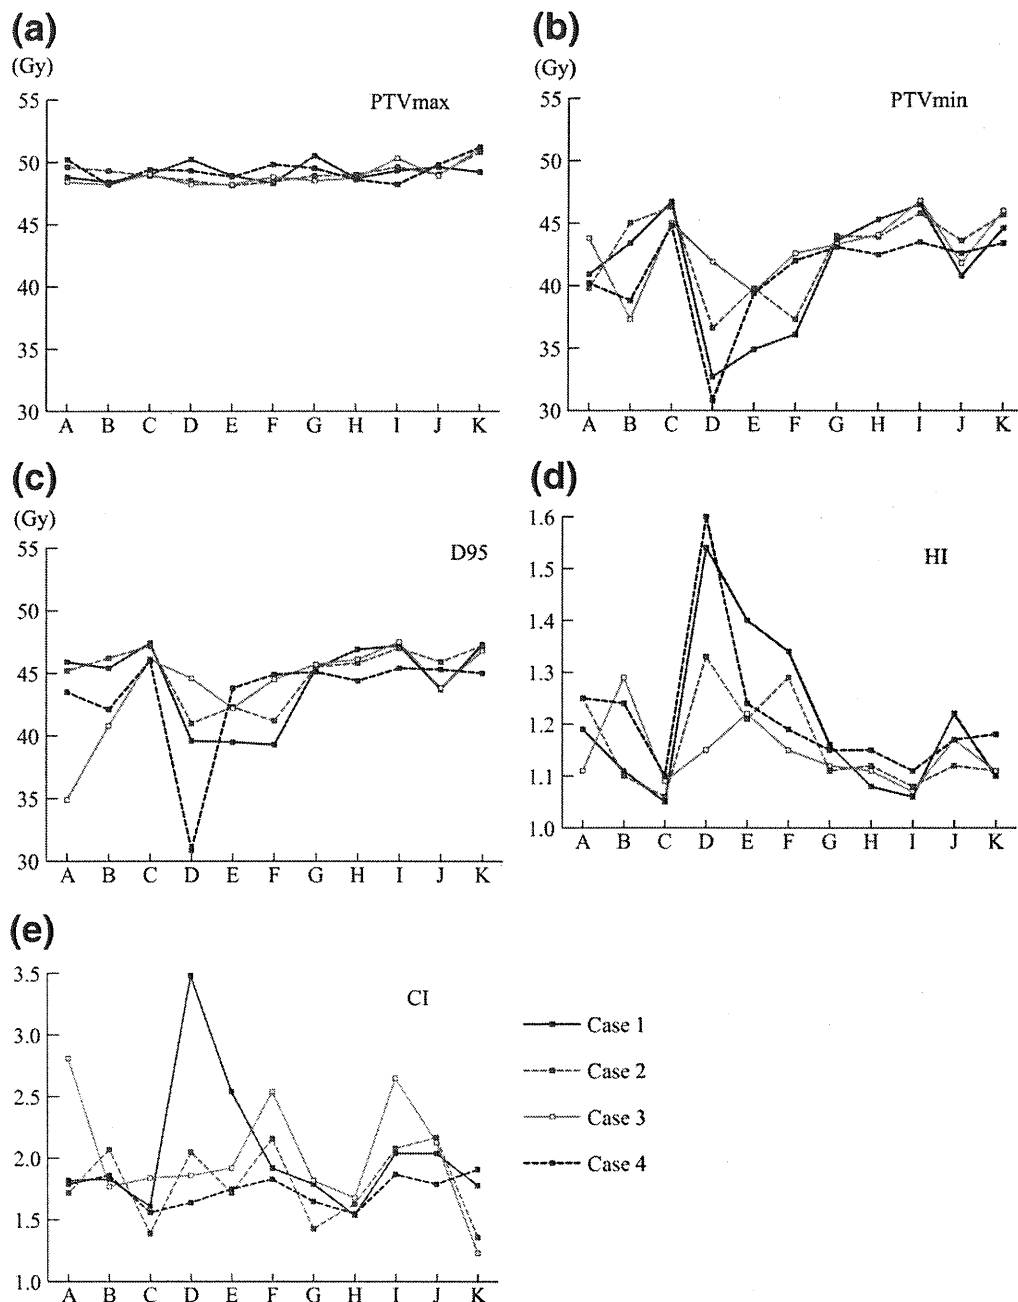 (a)
(Gy)
PTVmax
55
50
45
40
35
30
A B C D E F G H I J K
(b)
(Gy)
PTVmin
55
50
45
40
35
30
A B C D E F G H I J K
(c)
(Gy)
D95
55
50
45
40
35
30
A B C D E F G H I J K
(d)
HI
1.6
1.5
1.4
1.3
1.2
1.1
1.0
A B C D E F G H I J K
(e)
CI
3.5
3.0
2.5
2.0
1.5
1.0
A B C D E F G H I J K
Case 1
Case 2
Case 3
Case 4